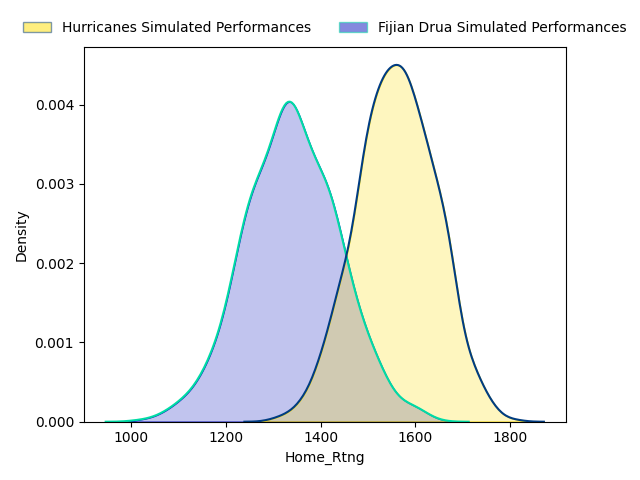 Hurricanes Simulated Performances
Fijian Drua Simulated Performances
Density
0.004
0.003
0.002
0.001
0.000
1000
1200
1400
1600
1800
Home_Rtng